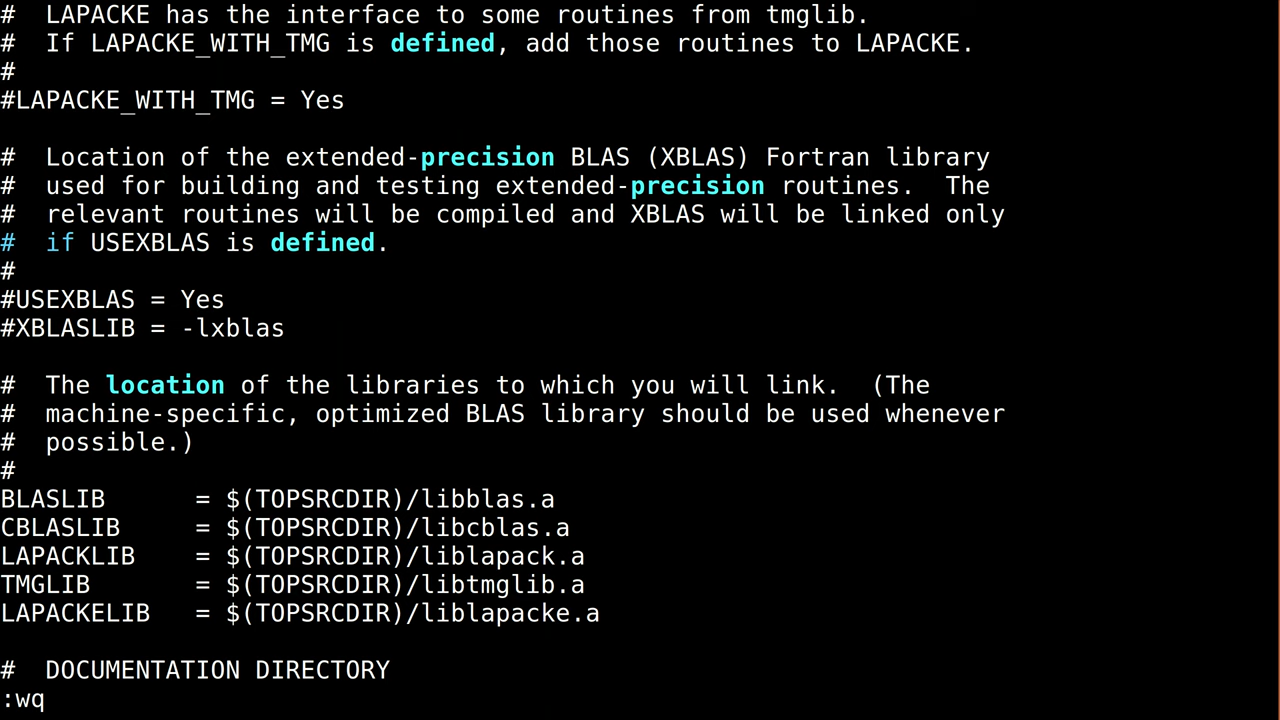 #  LAPACKE has the interface to some routines from tmglib.
#  If LAPACKE_WITH_TMG is defined, add those routines to LAPACKE.
#
#LAPACKE_WITH_TMG = Yes
#  Location of the extended-precision BLAS (XBLAS) Fortran library
#  used for building and testing extended-precision routines.  The
#  relevant routines will be compiled and XBLAS will be linked only
#  if USEXBLAS is defined.
#
#USEXBLAS = Yes
#XBLASLIB = -lxblas
#  The location of the libraries to which you will link.  (The
#  machine-specific, optimized BLAS library should be used whenever
#  possible.)
#
BLASLIB      = $(TOPSRCDIR)/libblas.a
CBLASLIB     = $(TOPSRCDIR)/libcblas.a
LAPACKLIB    = $(TOPSRCDIR)/liblapack.a
TMGLIB       = $(TOPSRCDIR)/libtmglib.a
LAPACKELIB   = $(TOPSRCDIR)/liblapacke.a
#  DOCUMENTATION DIRECTORY
:wq